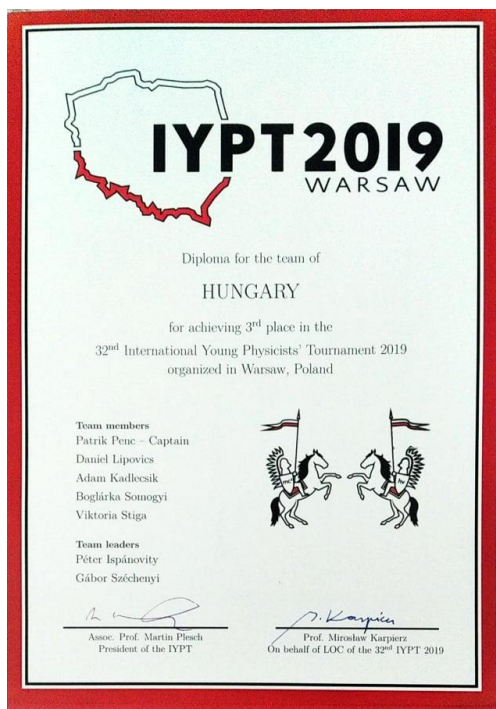 IYPT2019
WARSAW
Diploma for the team of
HUNGARY
for achieving 3rd place in the
32nd International Young Physicists' Tournament 2019
organized in Warsaw, Poland
Team members
Patrik Penc – Captain
Daniel Lipovics
Adam Kadlecsik
Boglárka Somogyi
Viktoria Stiga
Team leaders
Péter Ispánovity
Gábor Széchenyi
mc²
hν
M. Karpierz
Assoc. Prof. Martin Plesch
President of the IYPT
Prof. Mirosław Karpierz
On behalf of LOC of the 32nd IYPT 2019